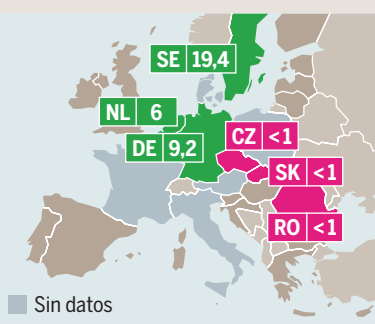 SE 19,4
NL 6
DE 9,2
CZ <1
SK <1
RO <1
Sin datos